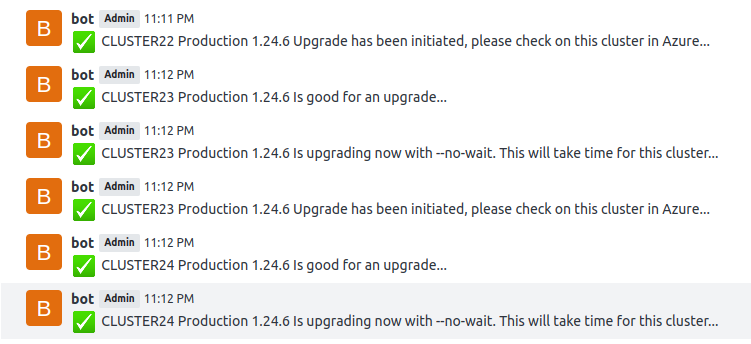 B bot Admin 11:11 PM
✅ CLUSTER22 Production 1.24.6 Upgrade has been initiated, please check on this cluster in Azure...
B bot Admin 11:12 PM
✅ CLUSTER23 Production 1.24.6 Is good for an upgrade...
B bot Admin 11:12 PM
✅ CLUSTER23 Production 1.24.6 Is upgrading now with --no-wait. This will take time for this cluster...
B bot Admin 11:12 PM
✅ CLUSTER23 Production 1.24.6 Upgrade has been initiated, please check on this cluster in Azure...
B bot Admin 11:12 PM
✅ CLUSTER24 Production 1.24.6 Is good for an upgrade...
B bot Admin 11:12 PM
✅ CLUSTER24 Production 1.24.6 Is upgrading now with --no-wait. This will take time for this cluster...